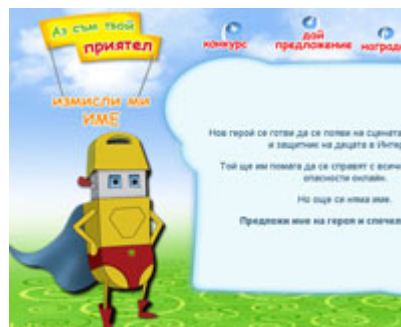 Аз съм твой
приятел
измисли ми
ИМЕ
конкурс
дай
предложение
награди
Нов герой се готви да се появи на сцената
и защитник на децата в Интер
Той ще им помага да се справят с всич
опасности онлайн.
Но още си няма име.
Предложи име на героя и спечел